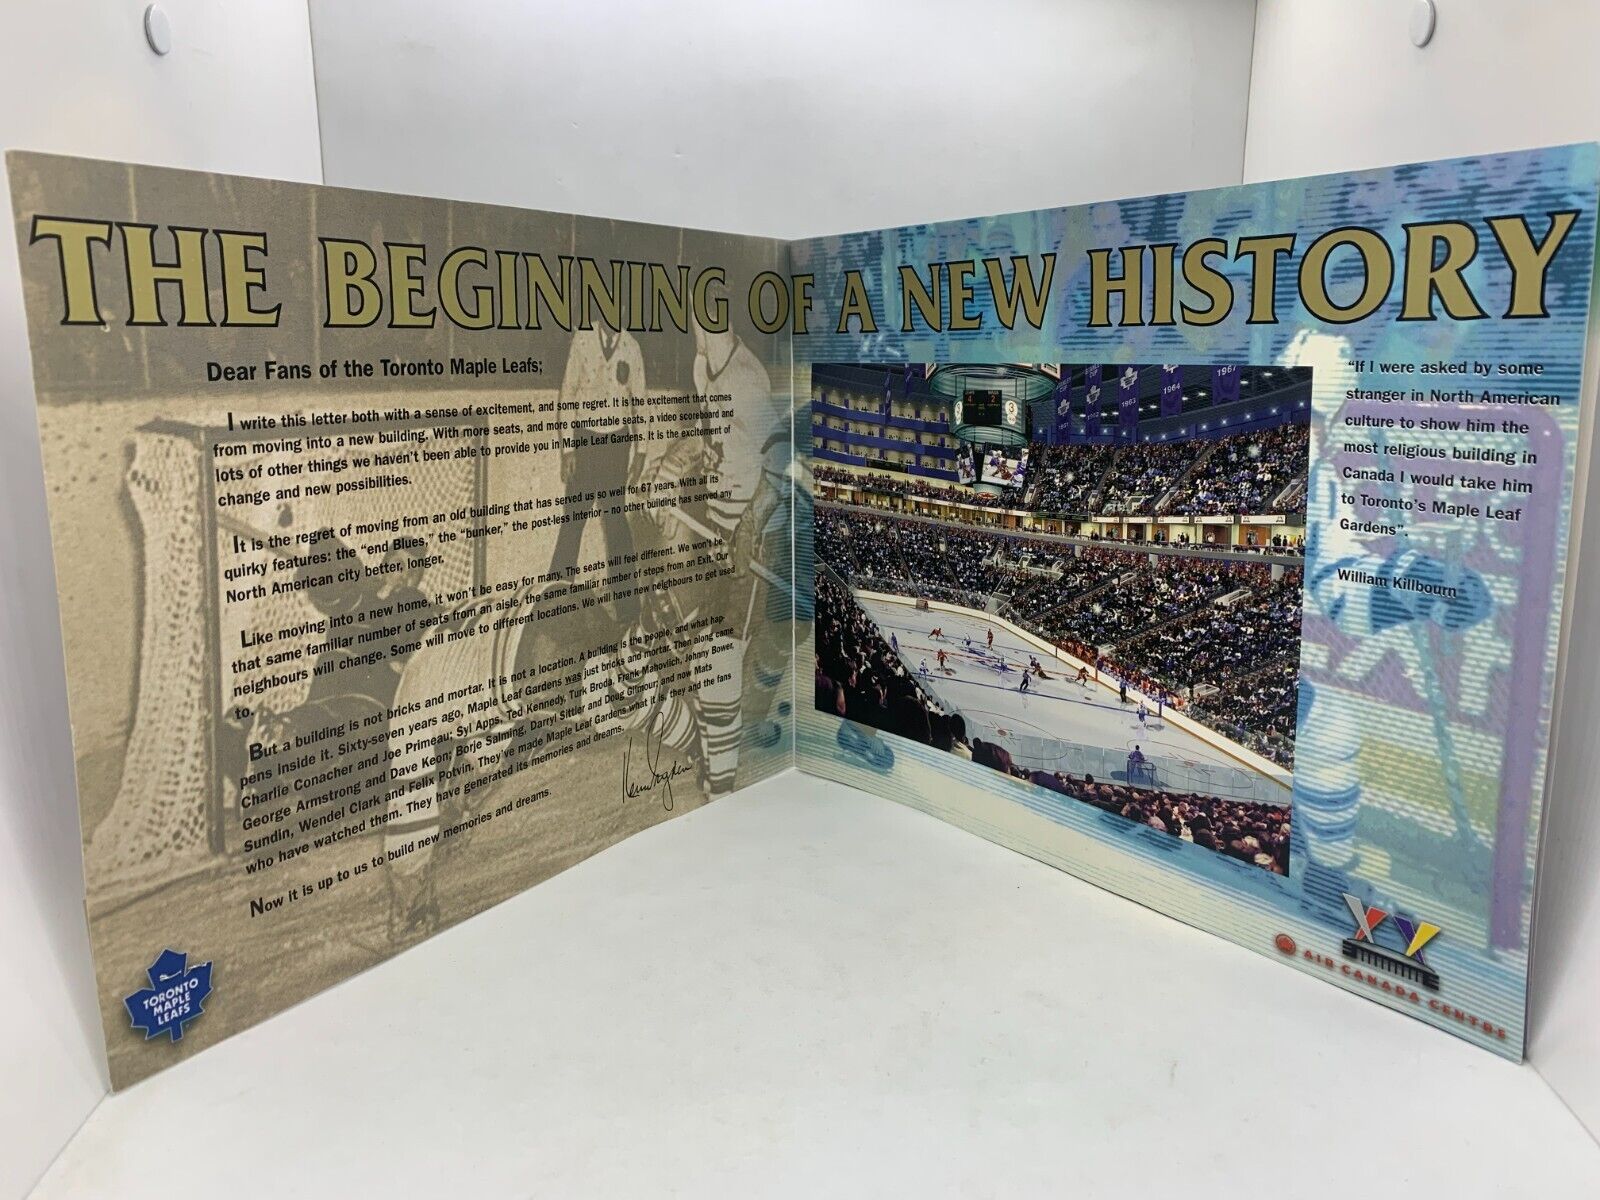 THE BEGINNING OF A NEW HISTORY
Dear Fans of the Toronto Maple Leafs;
I write this letter both with a sense of excitement, and some regret. It is the excitement that comes
from moving into a new building. With more seats, and more comfortable seats, a video scoreboard and
lots of other things we haven't been able to provide you in Maple Leaf Gardens. It is the excitement of
change and new possibilities.
It is the regret of moving from an old building that has served us so well for 67 years. With all its
quirky features: the "end Blues," the "bunker," the post-less interior – no other building has served any
North American city better, longer.
Like moving into a new home, it won't be easy for many. The seats will feel different. We won't be
that same familiar number of seats from an aisle, the same familiar number of steps from an Exit. Our
neighbours will change. Some will move to different locations. We will have new neighbours to get used
to.
But a building is not bricks and mortar. It is not a location. A building is the people, and what hap-
pens inside it. Sixty-seven years ago, Maple Leaf Gardens was just bricks and mortar. Then along came
Charlie Conacher and Joe Primeau; Syl Apps, Ted Kennedy, Turk Broda, Frank Mahovlich, Johnny Bower,
George Armstrong and Dave Keon; Borje Salming, Darryl Sittler and Doug Gilmour; and now Mats
Sundin, Wendel Clark and Felix Potvin. They've made Maple Leaf Gardens what it is, they and the fans
who have watched them. They have generated its memories and dreams.
Now it is up to us to build new memories and dreams.
Ken Dryden
TORONTO
MAPLE
LEAFS
1961
1962
1963
1964
1967
4
2
3
"If I were asked by some
stranger in North American
culture to show him the
most religious building in
Canada I would take him
to Toronto's Maple Leaf
Gardens".
William Killbourn
AIR CANADA CENTRE